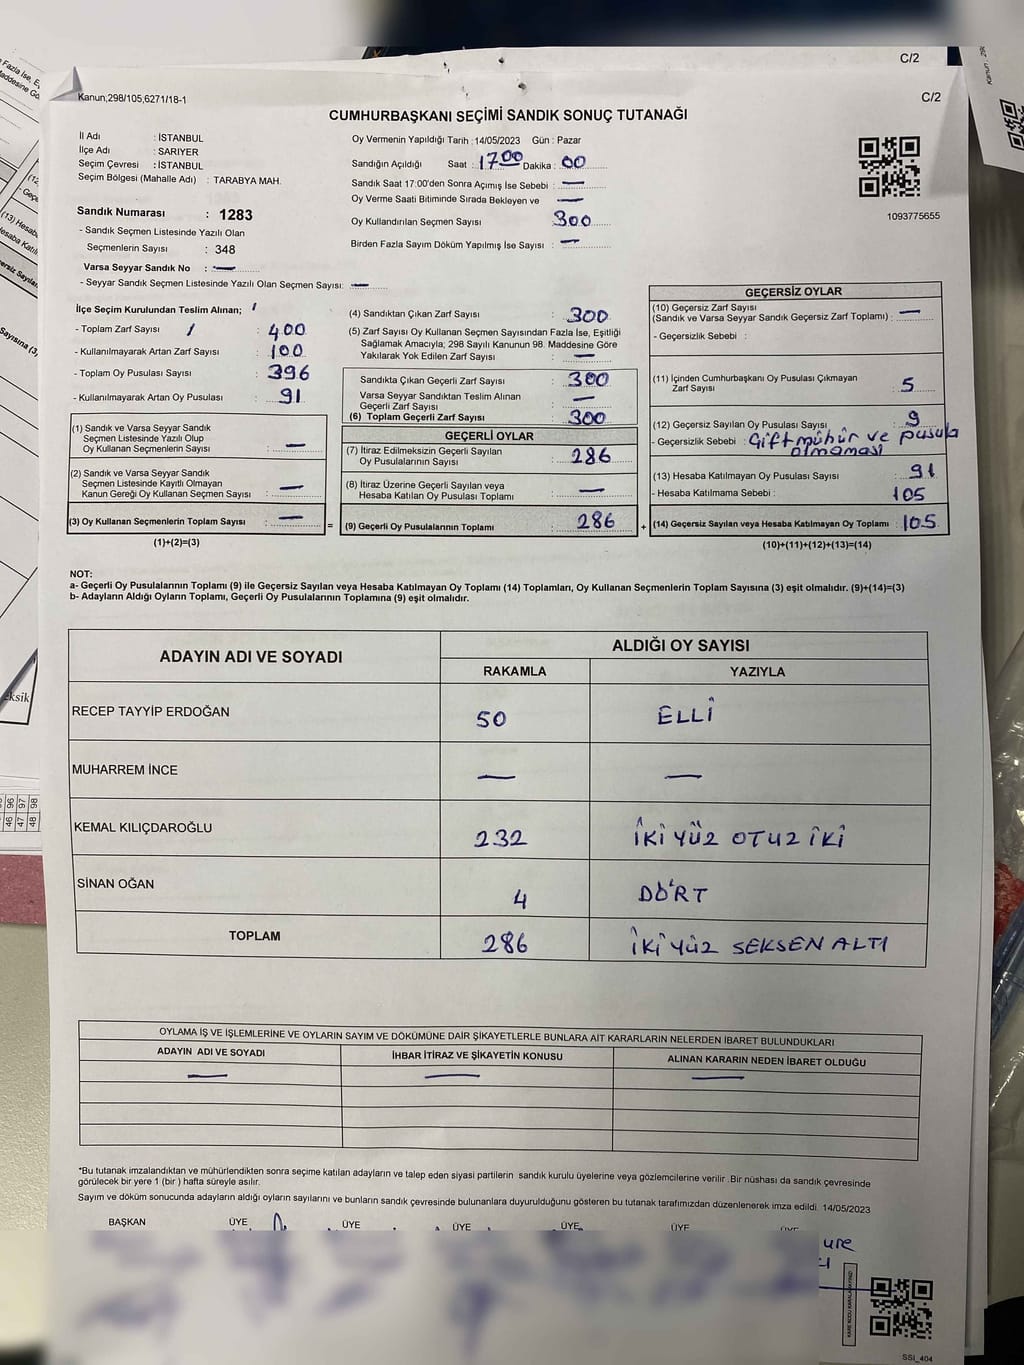 C/2
Kanun,298/105,6271/18-1
C/2
CUMHURBAŞKANI SEÇİMİ SANDIK SONUÇ TUTANAĞI
İl Adı : İSTANBUL
İlçe Adı : SARIYER
Seçim Çevresi : İSTANBUL
Seçim Bölgesi (Mahalle Adı) : TARABYA MAH.
Sandık Numarası : 1283
- Sandık Seçmen Listesinde Yazılı Olan
Seçmenlerin Sayısı : 348
Varsa Seyyar Sandık No : —
- Seyyar Sandık Seçmen Listesinde Yazılı Olan Seçmen Sayısı: —
Oy Vermenin Yapıldığı Tarih : 14/05/2023 Gün : Pazar
Sandığın Açıldığı Saat : 17.00 Dakika : 00
Sandık Saat 17:00'den Sonra Açımış İse Sebebi : —
Oy Verme Saati Bitiminde Sırada Bekleyen ve —
Oy Kullandırılan Seçmen Sayısı 300
Birden Fazla Sayım Döküm Yapılmış İse Sayısı : —
1093775655
İlçe Seçim Kurulundan Teslim Alınan;
- Toplam Zarf Sayısı : 400
- Kullanılmayarak Artan Zarf Sayısı : 100
- Toplam Oy Pusulası Sayısı : 396
- Kullanılmayarak Artan Oy Pusulası : 91
(1) Sandık ve Varsa Seyyar Sandık
Seçmen Listesinde Yazılı Olup
Oy Kullanan Seçmenlerin Sayısı : —
(2) Sandık ve Varsa Seyyar Sandık
Seçmen Listesinde Kayıtlı Olmayan
Kanun Gereği Oy Kullanan Seçmen Sayısı : —
(3) Oy Kullanan Seçmenlerin Toplam Sayısı : — =
(1)+(2)=(3)
(4) Sandıktan Çıkan Zarf Sayısı : 300
(5) Zarf Sayısı Oy Kullanan Seçmen Sayısından Fazla İse, Eşitliği
Sağlamak Amacıyla; 298 Sayılı Kanunun 98. Maddesine Göre
Yakılarak Yok Edilen Zarf Sayısı : —
Sandıkta Çıkan Geçerli Zarf Sayısı : 300
Varsa Seyyar Sandıktan Teslim Alınan
Geçerli Zarf Sayısı : —
(6) Toplam Geçerli Zarf Sayısı : 300
GEÇERLİ OYLAR
(7) İtiraz Edilmeksizin Geçerli Sayılan
Oy Pusulalarının Sayısı : 286
(8) İtiraz Üzerine Geçerli Sayılan veya
Hesaba Katılan Oy Pusulası Toplamı : —
(9) Geçerli Oy Pusulalarının Toplamı : 286 +
GEÇERSİZ OYLAR
(10) Geçersiz Zarf Sayısı
(Sandık ve Varsa Seyyar Sandık Geçersiz Zarf Toplamı) : —
- Geçersizlik Sebebi :
(11) İçinden Cumhurbaşkanı Oy Pusulası Çıkmayan
Zarf Sayısı : 5
(12) Geçersiz Sayılan Oy Pusulası Sayısı : 9
- Geçersizlik Sebebi : Çift mühür ve pusula
olmaması
(13) Hesaba Katılmayan Oy Pusulası Sayısı : 91
- Hesaba Katılmama Sebebi : 105
(14) Geçersiz Sayılan veya Hesaba Katılmayan Oy Toplamı : 105
(10)+(11)+(12)+(13)=(14)
NOT:
a- Geçerli Oy Pusulalarının Toplamı (9) ile Geçersiz Sayılan veya Hesaba Katılmayan Oy Toplamı (14) Toplamları, Oy Kullanan Seçmenlerin Toplam Sayısına (3) eşit olmalıdır. (9)+(14)=(3)
b- Adayların Aldığı Oyların Toplamı, Geçerli Oy Pusulalarının Toplamına (9) eşit olmalıdır.
ADAYIN ADI VE SOYADI
ALDIĞI OY SAYISI
RAKAMLA YAZIYLA
RECEP TAYYİP ERDOĞAN 50 ELLİ
MUHARREM İNCE — —
KEMAL KILIÇDAROĞLU 232 İKİ YÜZ OTUZ İKİ
SİNAN OĞAN 4 DÖRT
TOPLAM 286 İKİ YÜZ SEKSEN ALTI
OYLAMA İŞ VE İŞLEMLERİNE VE OYLARIN SAYIM VE DÖKÜMÜNE DAİR ŞİKAYETLERLE BUNLARA AİT KARARLARIN NELERDEN İBARET BULUNDUKLARI
ADAYIN ADI VE SOYADI İHBAR İTİRAZ VE ŞİKAYETİN KONUSU ALINAN KARARIN NEDEN İBARET OLDUĞU
— — —
*Bu tutanak imzalandıktan ve mühürlendikten sonra seçime katılan adayların ve talep eden siyasi partilerin sandık kurulu üyelerine veya gözlemcilerine verilir .Bir nüshası da sandık çevresinde
görülecek bir yere 1 (bir ) hafta süreyle asılır.
Sayım ve döküm sonucunda adayların aldığı oyların sayılarını ve bunların sandık çevresinde bulunanlara duyurulduğunu gösteren bu tutanak tarafımızdan düzenlenerek imza edildi. 14/05/2023
BAŞKAN ÜYE ÜYE ÜYE ÜYE ÜYE ÜYE
SSI_404